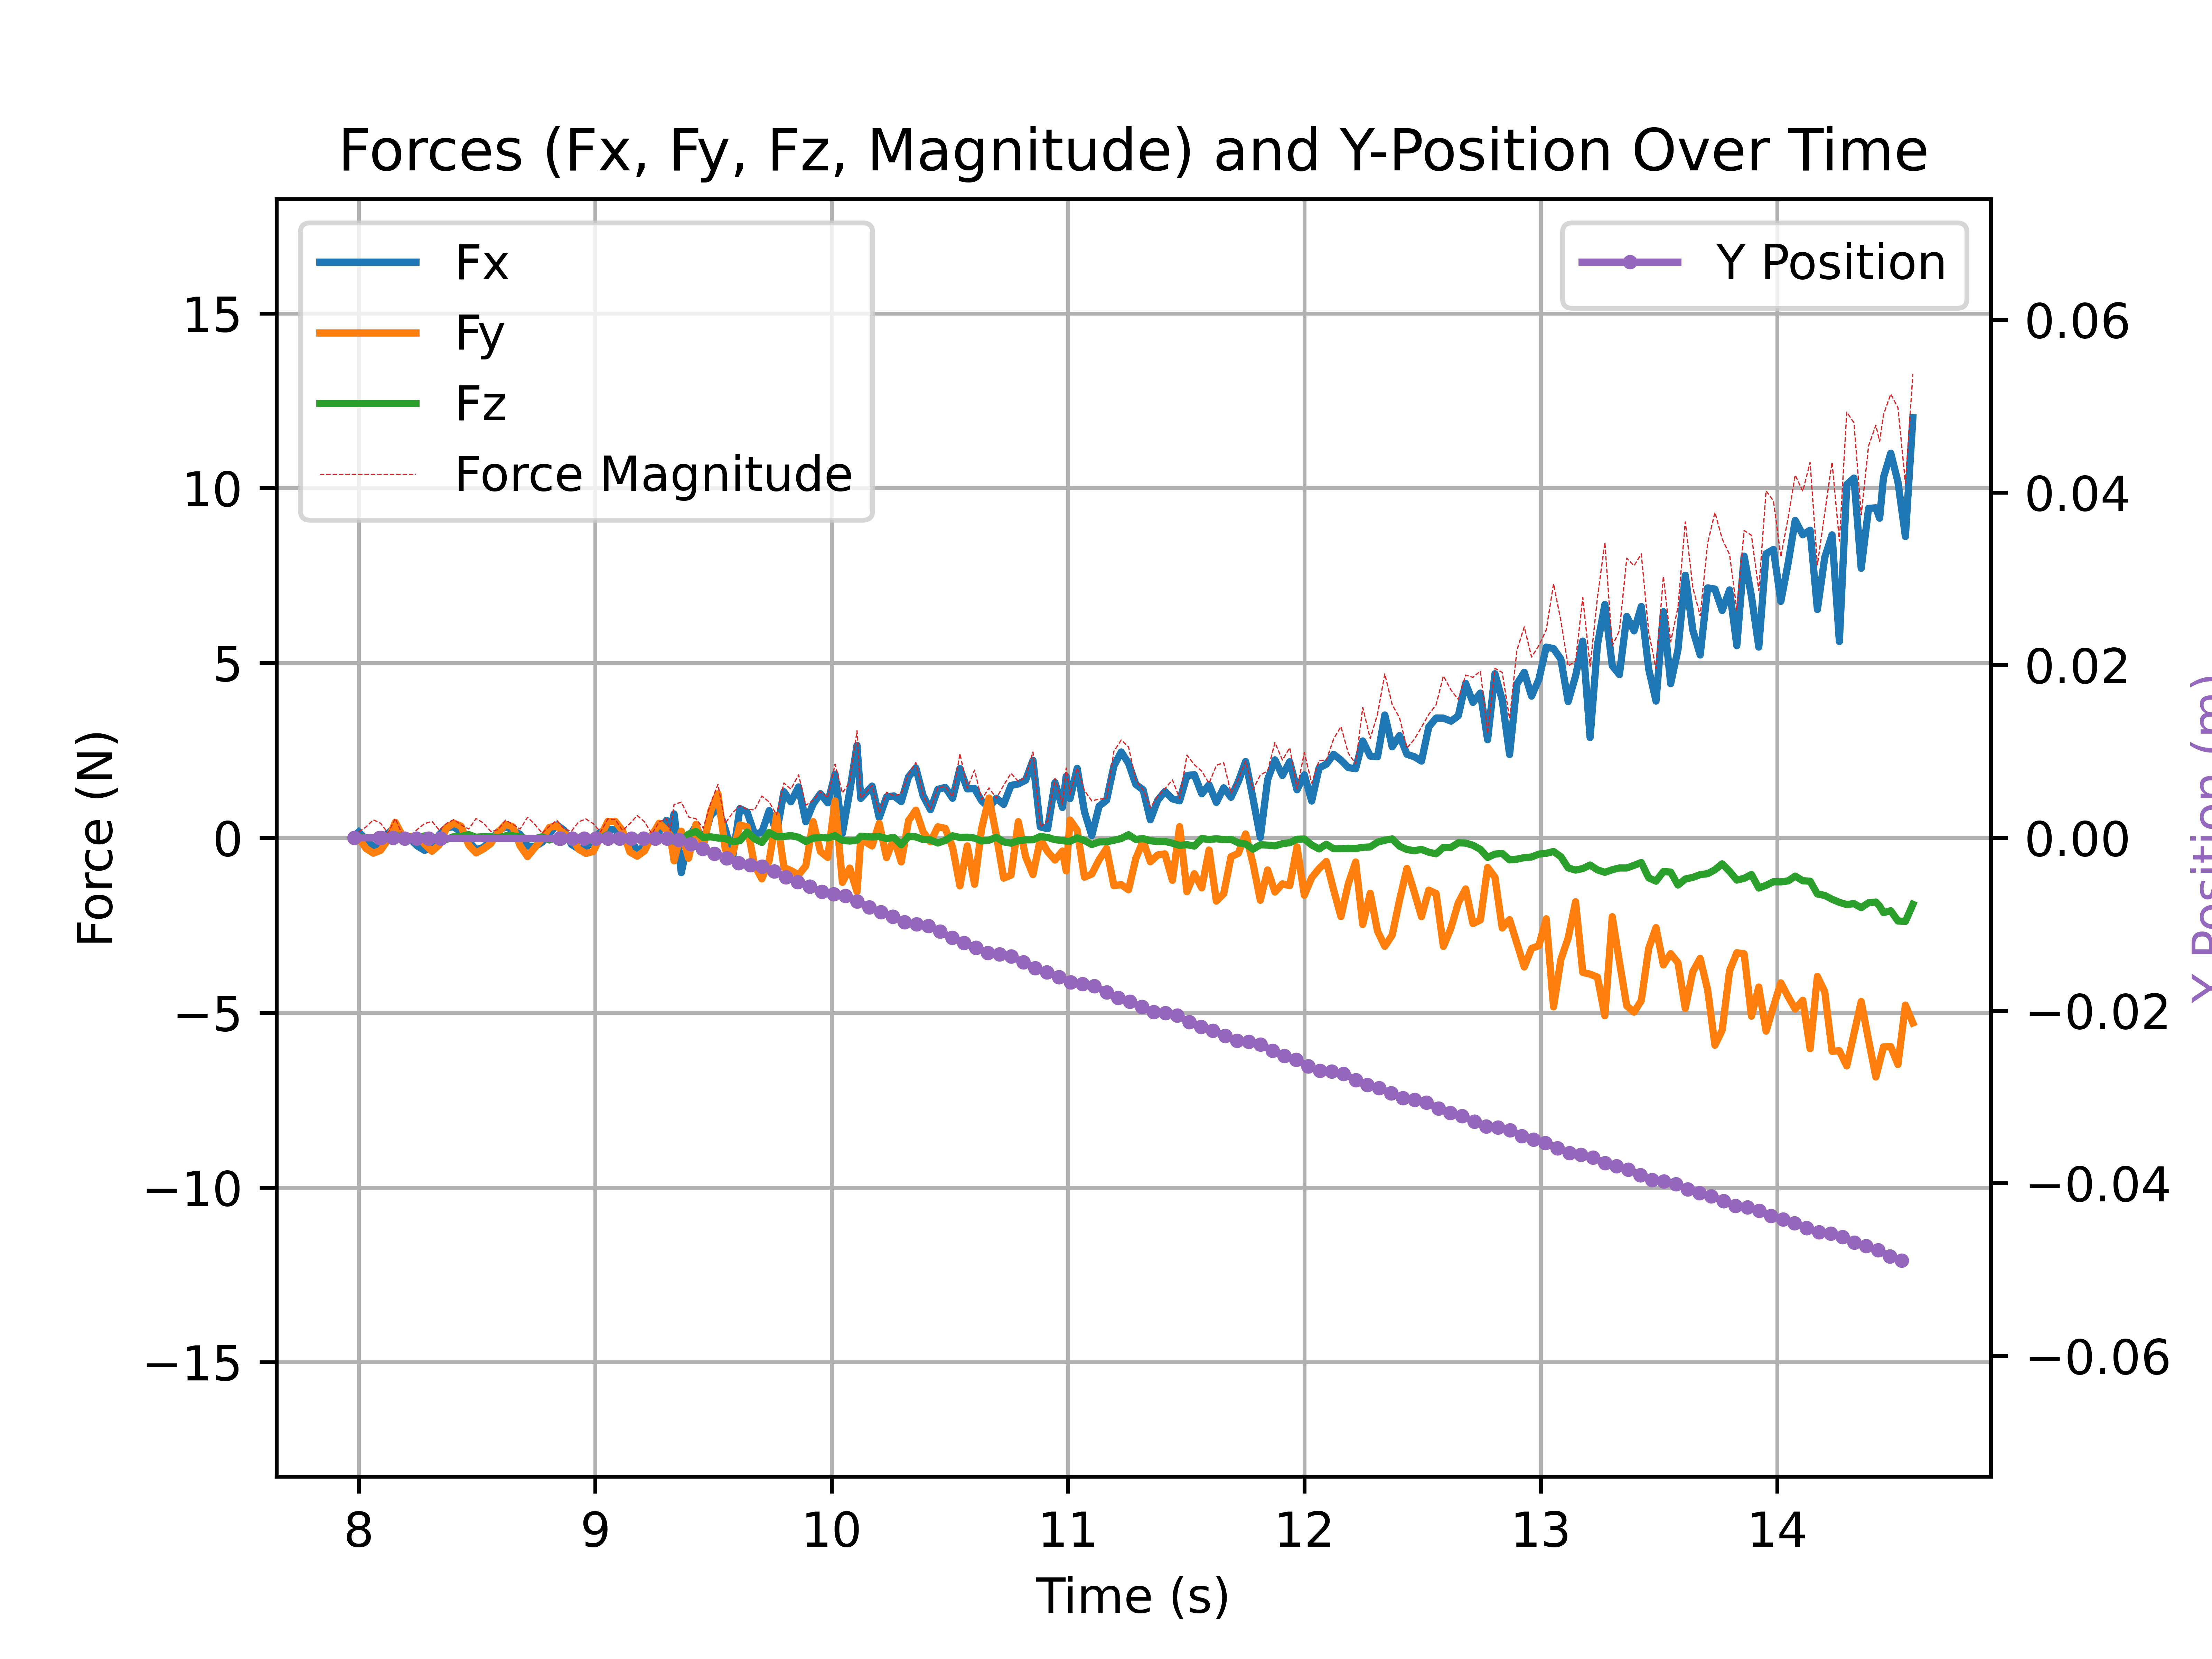 Forces (Fx, Fy, Fz, Magnitude) and Y-Position Over Time
Fx
Fy
Fz
Force Magnitude
Y Position
15
10
5
0
−5
−10
−15
Force (N)
0.06
0.04
0.02
0.00
−0.02
−0.04
−0.06
Y Position (m)
8 9 10 11 12 13 14
Time (s)